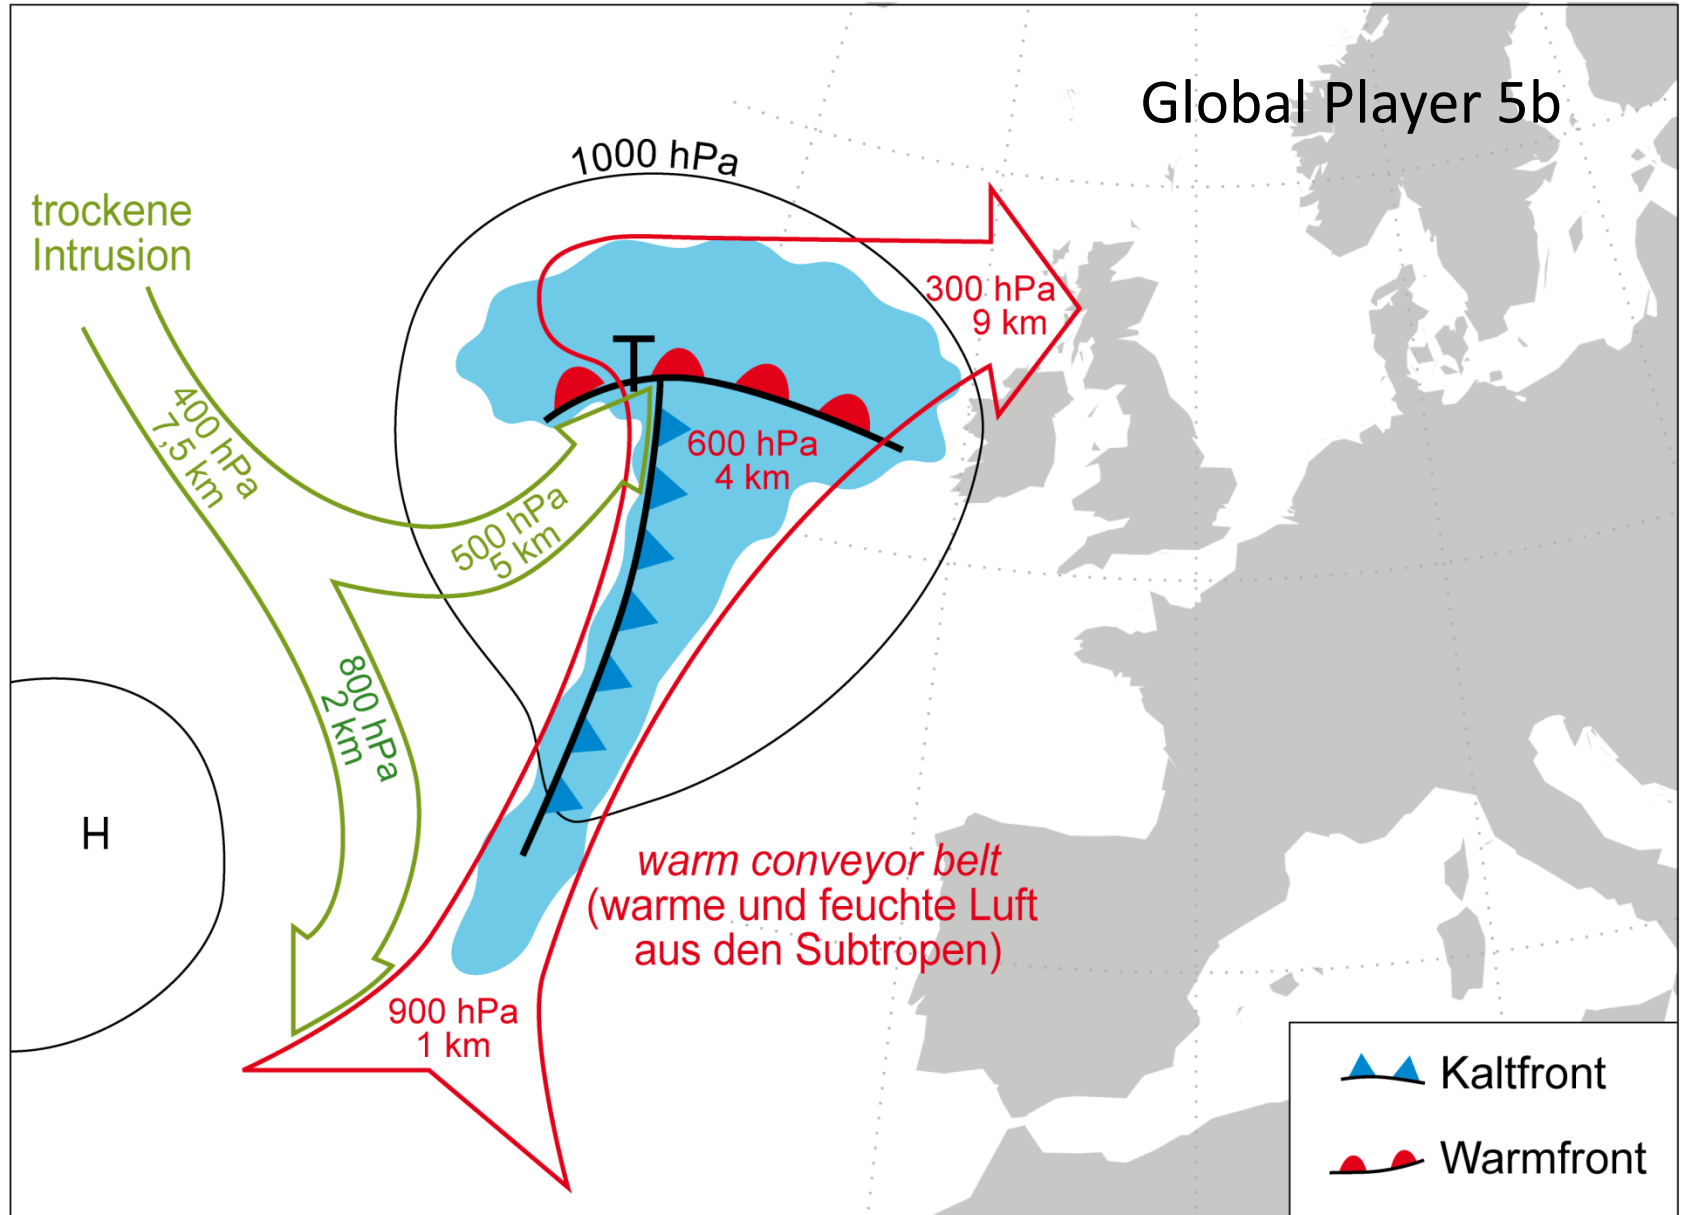 Global Player 5b
1000 hPa
trockene
Intrusion
300 hPa
9 km
T
400 hPa
7,5 km
600 hPa
4 km
500 hPa
5 km
800 hPa
2 km
H
warm conveyor belt
(warme und feuchte Luft
aus den Subtropen)
900 hPa
1 km
Kaltfront
Warmfront